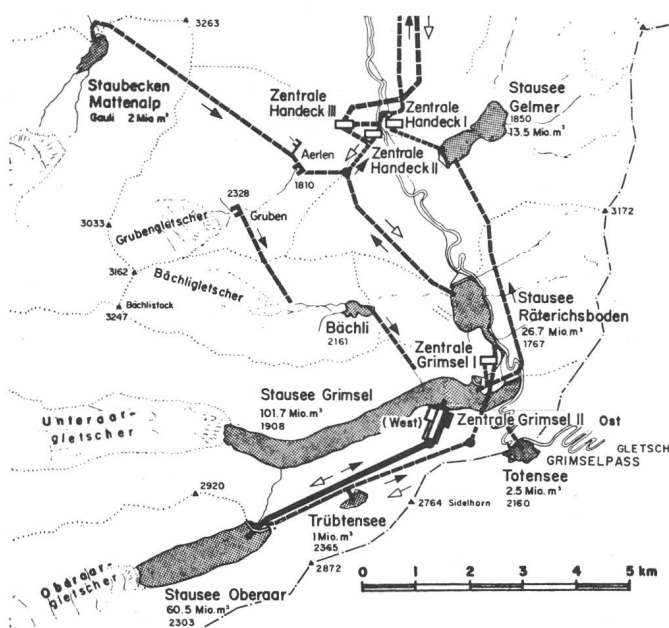 3263
Staubecken
Mattenalp
Gauli 2 Mio m³
Zentrale
Handeck III
Zentrale
Handeck I
Zentrale
Handeck II
Stausee
Gelmer
1850
13.5 Mio. m³
Aerlen
1810
2328
Gruben
Grubengletscher
3033
3172
3162
Bächligletscher
Bächlistock
3247
Bächli
2161
Stausee
Räterichsboden
26.7 Mio. m³
1767
Zentrale
Grimsel I
Stausee Grimsel
101.7 Mio. m³
1908
Unteraar-
gletscher
(West)
Zentrale Grimsel II Ost
GLETSCH
GRIMSELPASS
Totensee
2.5 Mio. m³
2160
2920
2764 Sidelhorn
Trübtensee
1 Mio. m³
2365
2872
Oberaar-
gletscher
Stausee Oberaar
60.5 Mio. m³
2303
0 1 2 3 4 5 km